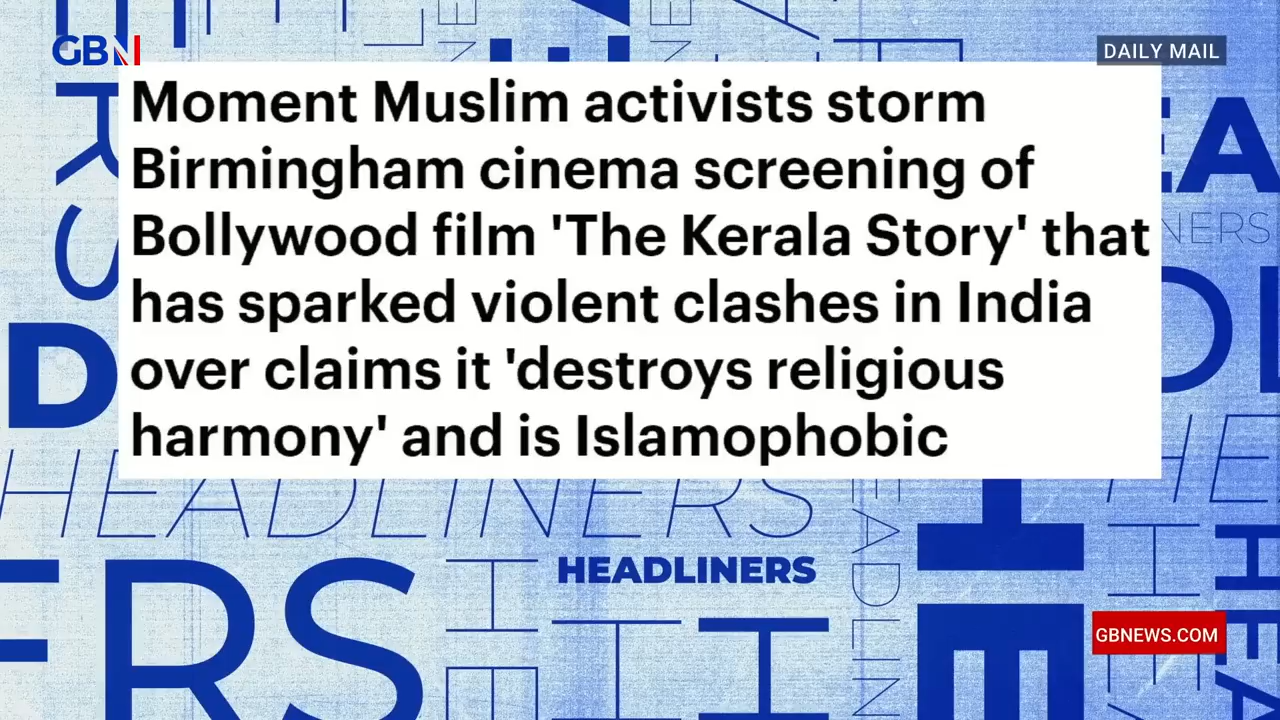 GBN
DAILY MAIL
Moment Muslim activists storm
Birmingham cinema screening of
Bollywood film 'The Kerala Story' that
has sparked violent clashes in India
over claims it 'destroys religious
harmony' and is Islamophobic
HEADLINERS
HEADLINERS
GBNEWS.COM